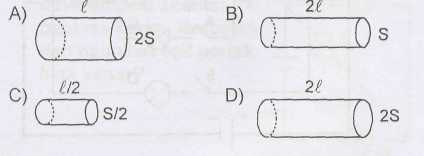 A) ℓ 2S
B) 2ℓ S
C) ℓ/2 S/2
D) 2ℓ 2S